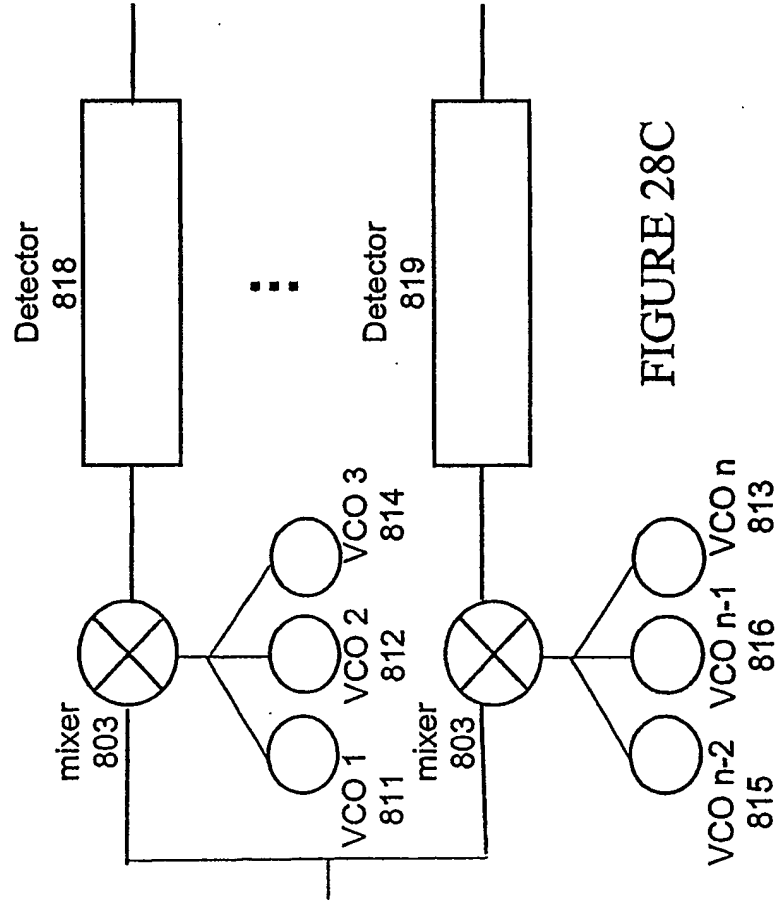 Detector
818
mixer
803
VCO 1
811
VCO 2
812
VCO 3
814
Detector
819
mixer
803
VCO n-2
815
VCO n-1
816
VCO n
813
FIGURE 28C